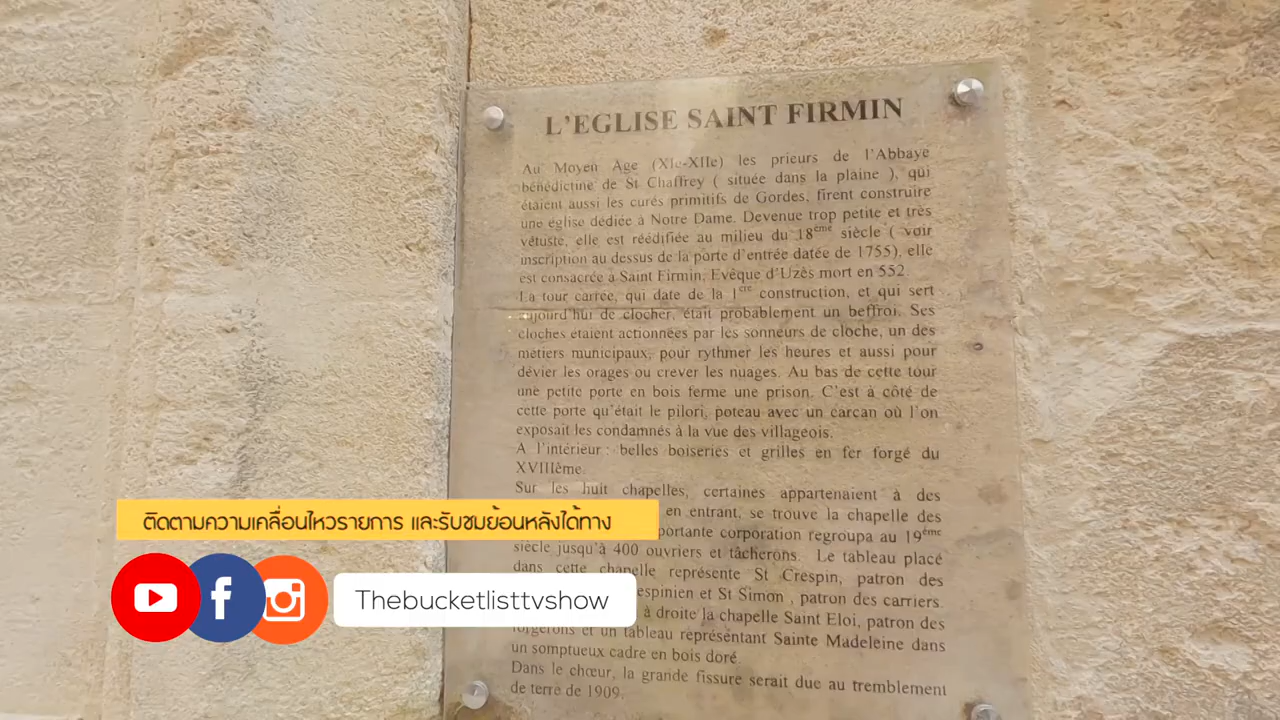 L'EGLISE SAINT FIRMIN
Au Moyen Age (XIe-XIIe) les prieurs de l'Abbaye
bénédictine de St Chaffrey ( située dans la plaine ), qui
étaient aussi les curés primitifs de Gordes, firent construire
une église dédiée à Notre Dame. Devenue trop petite et très
vétuste, elle est réédifiée au milieu du 18ème siècle ( voir
inscription au dessus de la porte d'entrée datée de 1755), elle
est consacrée à Saint Firmin, Evêque d'Uzès mort en 552.
La tour carrée, qui date de la 1ère construction, et qui sert
aujourd'hui de clocher, était probablement un beffroi. Ses
cloches étaient actionnées par les sonneurs de cloche, un des
métiers municipaux, pour rythmer les heures et aussi pour
dévier les orages ou crever les nuages. Au bas de cette tour
une petite porte en bois ferme une prison. C'est à côté de
cette porte qu'était le pilori, poteau avec un carcan où l'on
exposait les condamnés à la vue des villageois.
A l'intérieur : belles boiseries et grilles en fer forgé du
XVIIIème.
Sur les huit chapelles, certaines appartenaient à des
en entrant, se trouve la chapelle des
portante corporation regroupa au 19ème
siècle jusqu'à 400 ouvriers et tâcherons. Le tableau placé
dans cette chapelle représente St Crespin, patron des
espinien et St Simon , patron des carriers.
à droite la chapelle Saint Eloi, patron des
forgerons et un tableau représentant Sainte Madeleine dans
un somptueux cadre en bois doré.
Dans le chœur, la grande fissure serait due au tremblement
de terre de 1909.
ติดตามความเคลื่อนไหวรายการ และรับชมย้อนหลังได้ทาง
Thebucketlisttvshow